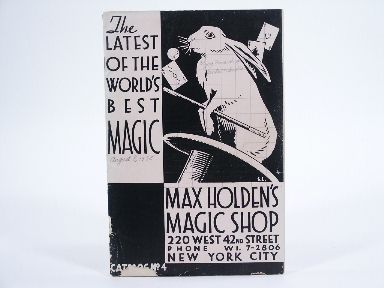 The
LATEST
OF THE
WORLD'S
BEST
MAGIC
MAX HOLDEN'S
MAGIC SHOP
220 WEST 42ND STREET
PHONE WI. 7-2806
NEW YORK CITY
CATALOG No 4